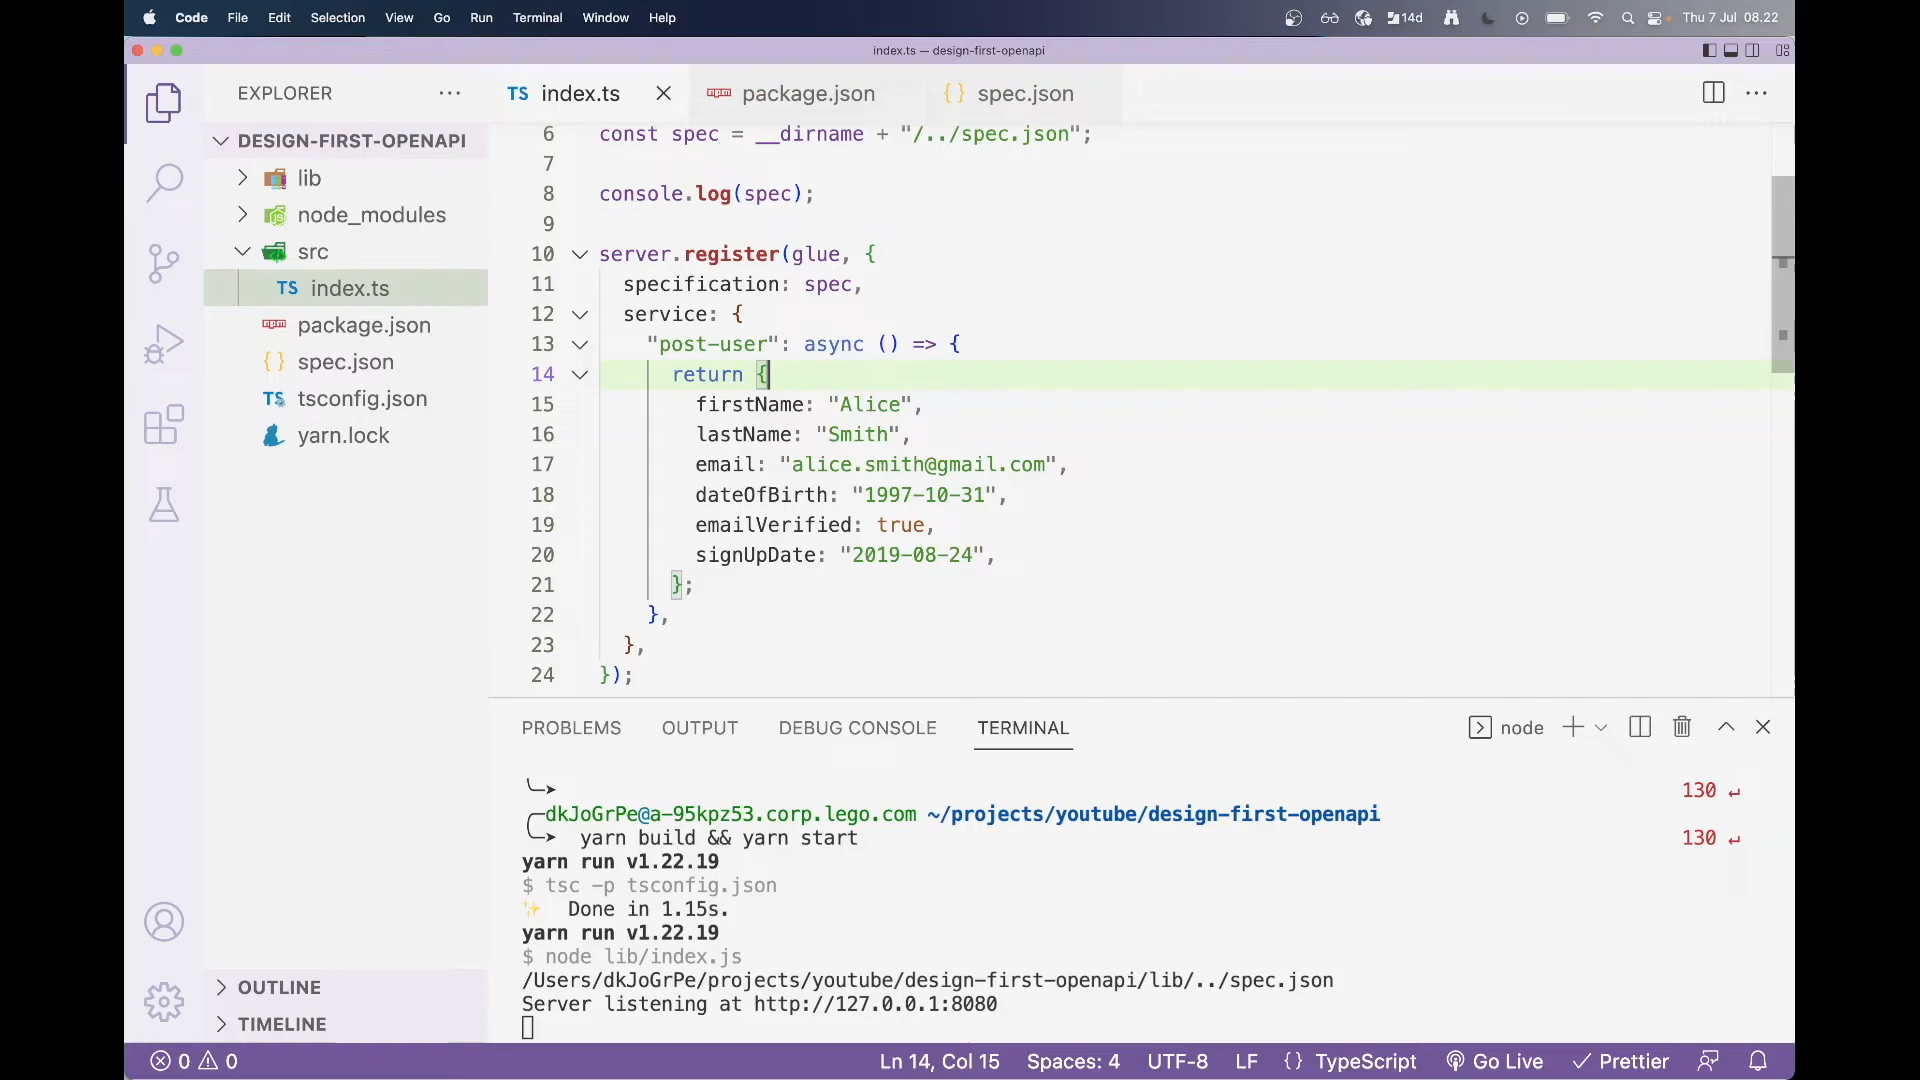 Code File Edit Selection View Go Run Terminal Window Help 14d Thu 7 Jul 08.22
index.ts — design-first-openapi
EXPLORER
TS index.ts package.json {} spec.json
DESIGN-FIRST-OPENAPI
lib
node_modules
src
TS index.ts
package.json
{} spec.json
TS tsconfig.json
yarn.lock
OUTLINE
TIMELINE
6 const spec = __dirname + "/../spec.json";
7
8 console.log(spec);
9
10 server.register(glue, {
11 specification: spec,
12 service: {
13 "post-user": async () => {
14 return {
15 firstName: "Alice",
16 lastName: "Smith",
17 email: "alice.smith@gmail.com",
18 dateOfBirth: "1997-10-31",
19 emailVerified: true,
20 signUpDate: "2019-08-24",
21 };
22 },
23 },
24 });
PROBLEMS OUTPUT DEBUG CONSOLE TERMINAL node
130 ↵
dkJoGrPe@a-95kpz53.corp.lego.com ~/projects/youtube/design-first-openapi
yarn build && yarn start 130 ↵
yarn run v1.22.19
$ tsc -p tsconfig.json
✨ Done in 1.15s.
yarn run v1.22.19
$ node lib/index.js
/Users/dkJoGrPe/projects/youtube/design-first-openapi/lib/../spec.json
Server listening at http://127.0.0.1:8080
0 0 Ln 14, Col 15 Spaces: 4 UTF-8 LF {} TypeScript Go Live Prettier